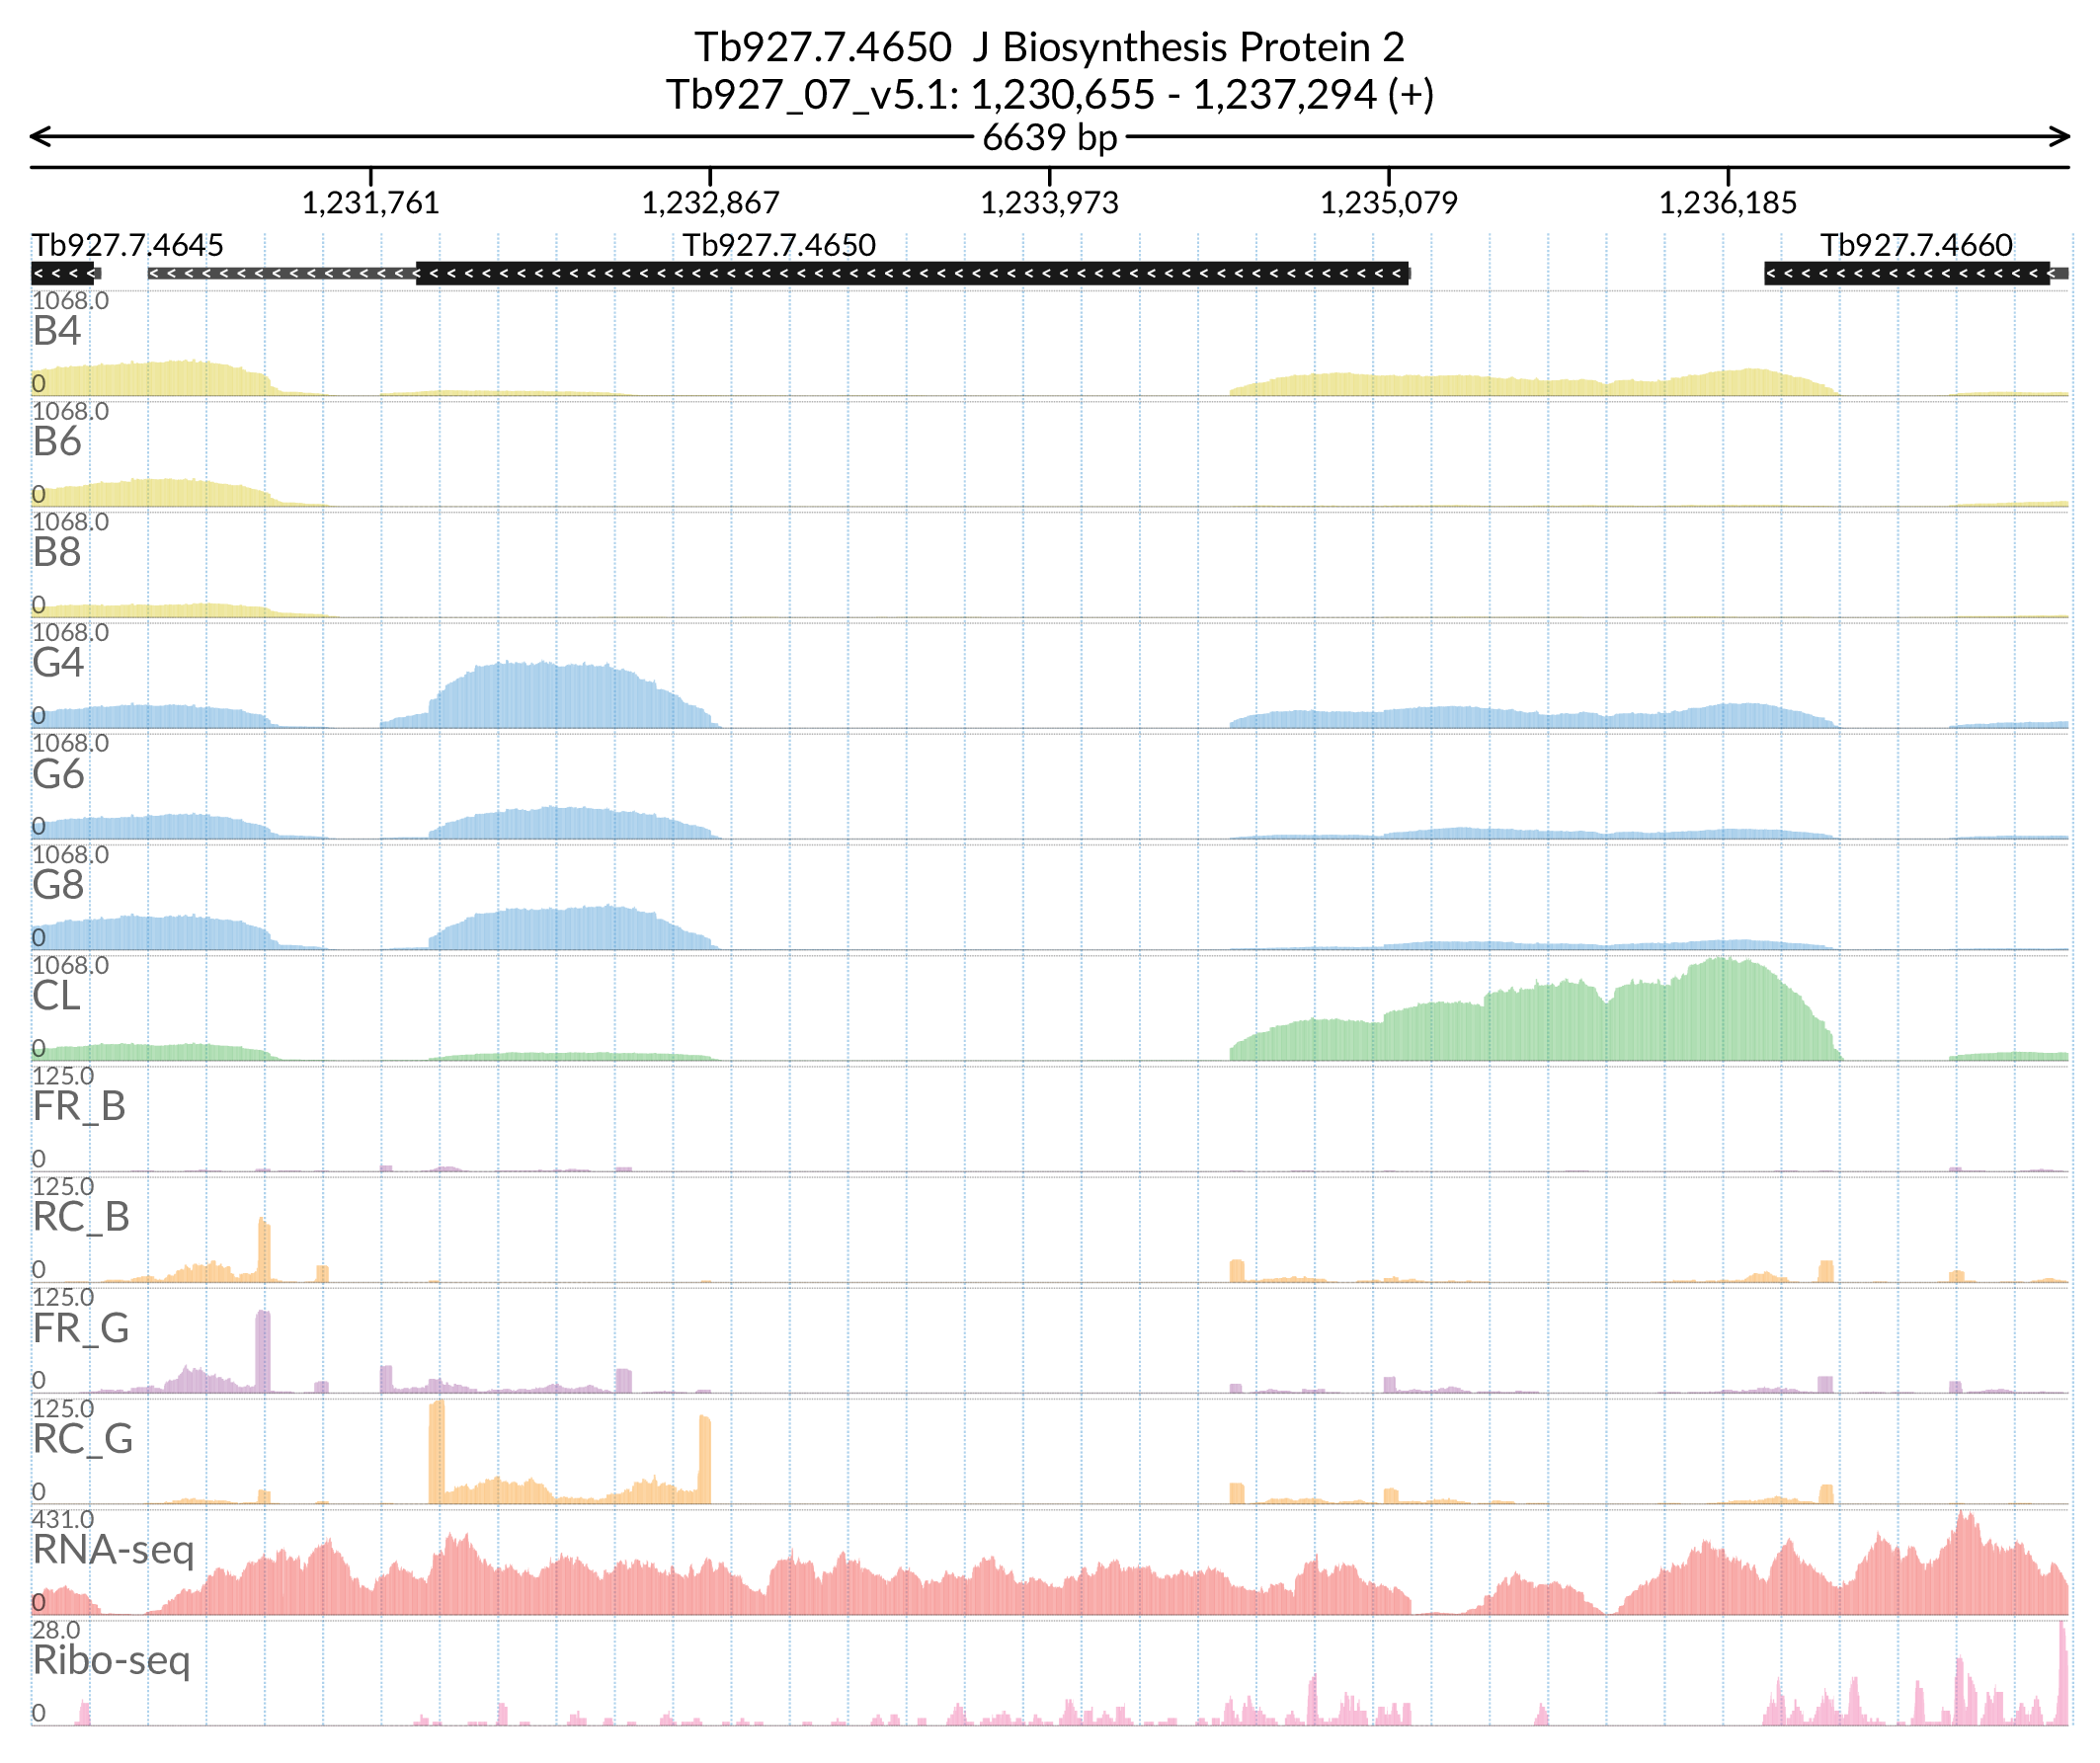 Tb927.7.4650 J Biosynthesis Protein 2
Tb927_07_v5.1: 1,230,655 - 1,237,294 (+)
6639 bp
1,231,761 1,232,867 1,233,973 1,235,079 1,236,185
Tb927.7.4645 Tb927.7.4650 Tb927.7.4660
1068.0
B4
0
1068.0
B6
0
1068.0
B8
0
1068.0
G4
0
1068.0
G6
0
1068.0
G8
0
1068.0
CL
0
125.0
FR_B
0
125.0
RC_B
0
125.0
FR_G
0
125.0
RC_G
0
431.0
RNA-seq
0
28.0
Ribo-seq
0